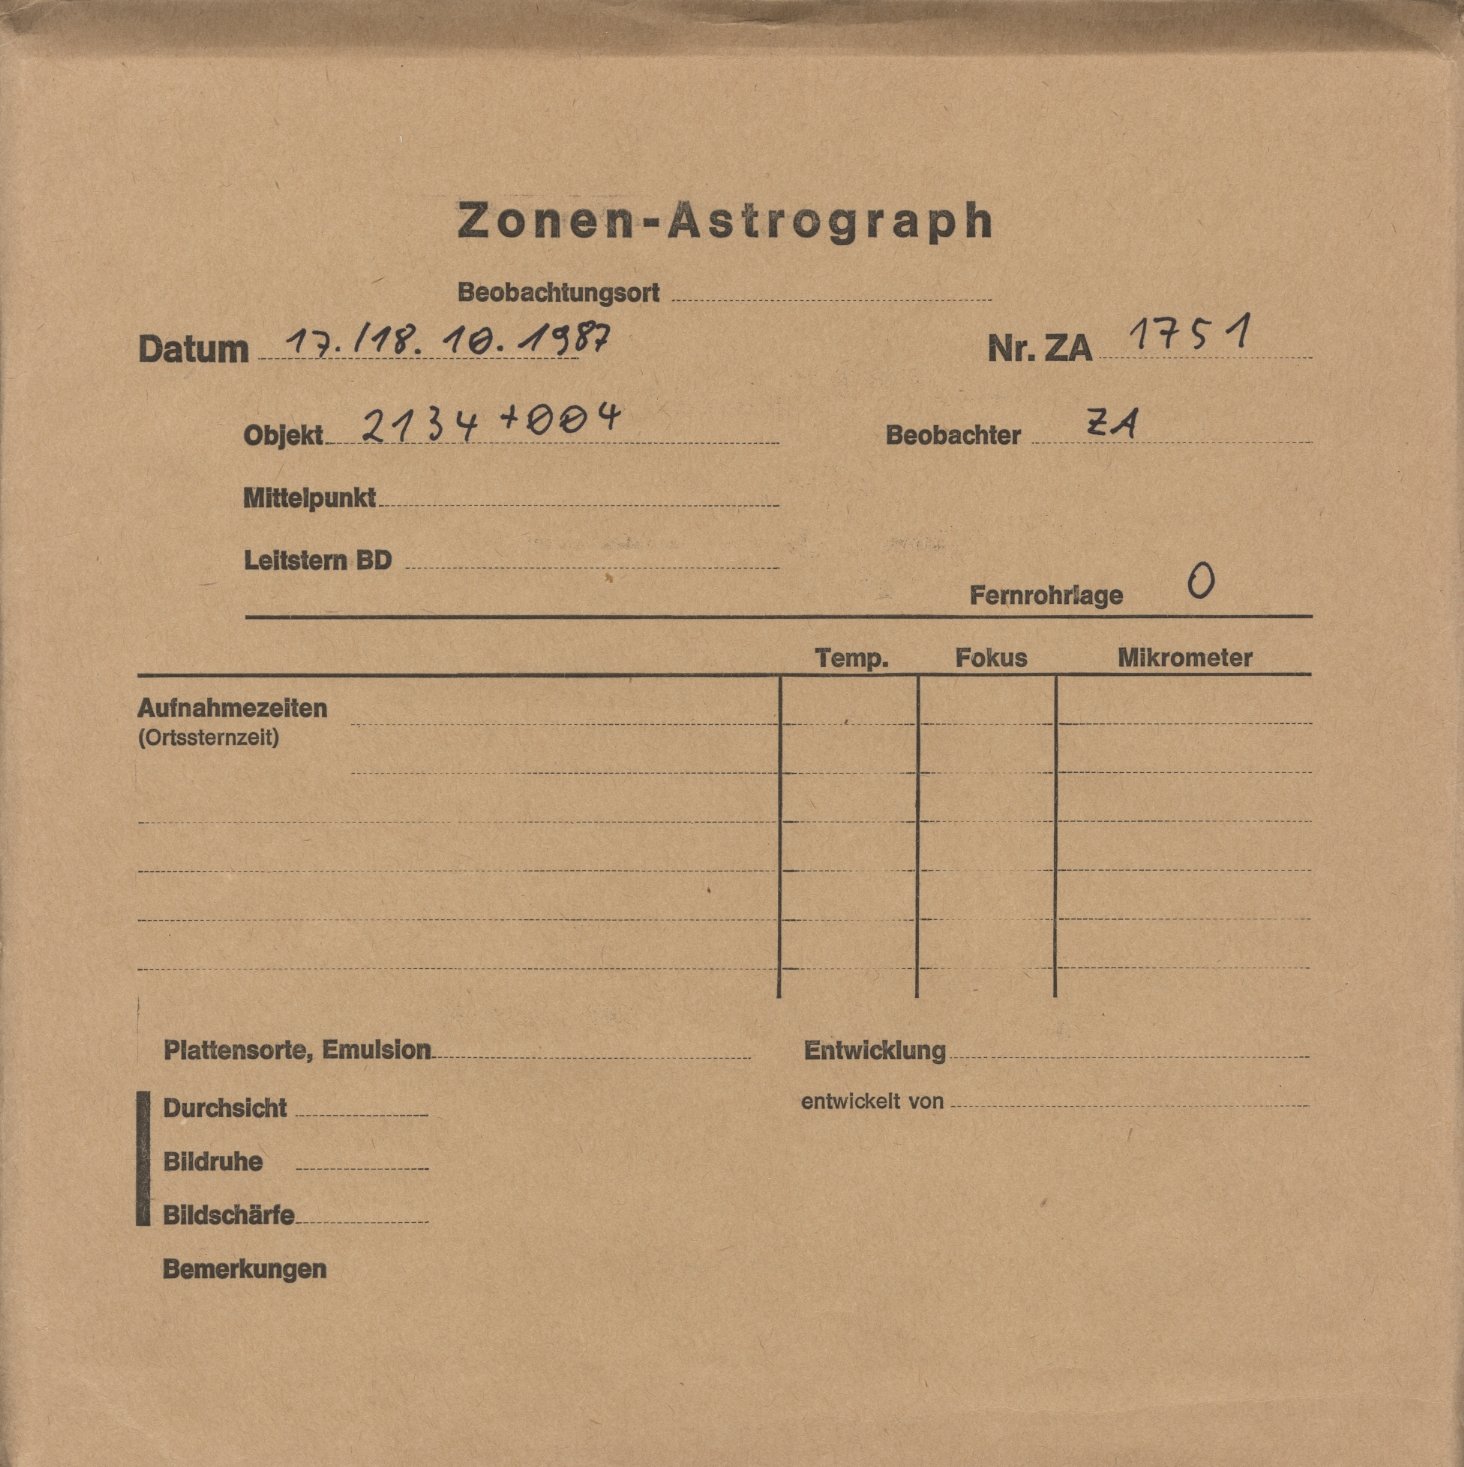 Zonen-Astrograph
Beobachtungsort
Datum 17./18. 10. 1987 Nr. ZA 1751
Objekt 2134 +004 Beobachter ZA
Mittelpunkt
Leitstern BD
Fernrohrlage O
Temp. Fokus Mikrometer
Aufnahmezeiten
(Ortssternzeit)
Plattensorte, Emulsion Entwicklung
Durchsicht entwickelt von
Bildruhe
Bildschärfe
Bemerkungen